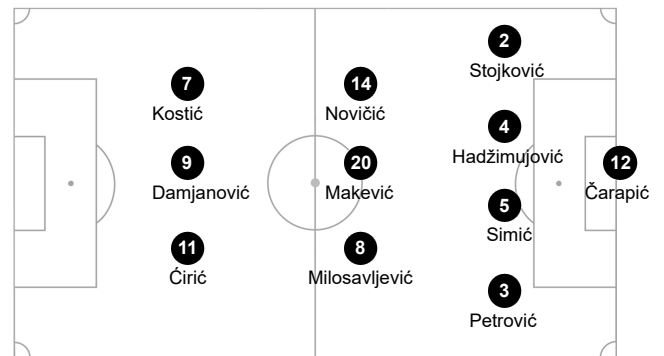 2
Stojković
7
Kostić
14
Novičić
4
Hadžimujović
9
Damjanović
20
Makević
12
Čarapić
5
Simić
11
Ćirić
8
Milosavljević
3
Petrović